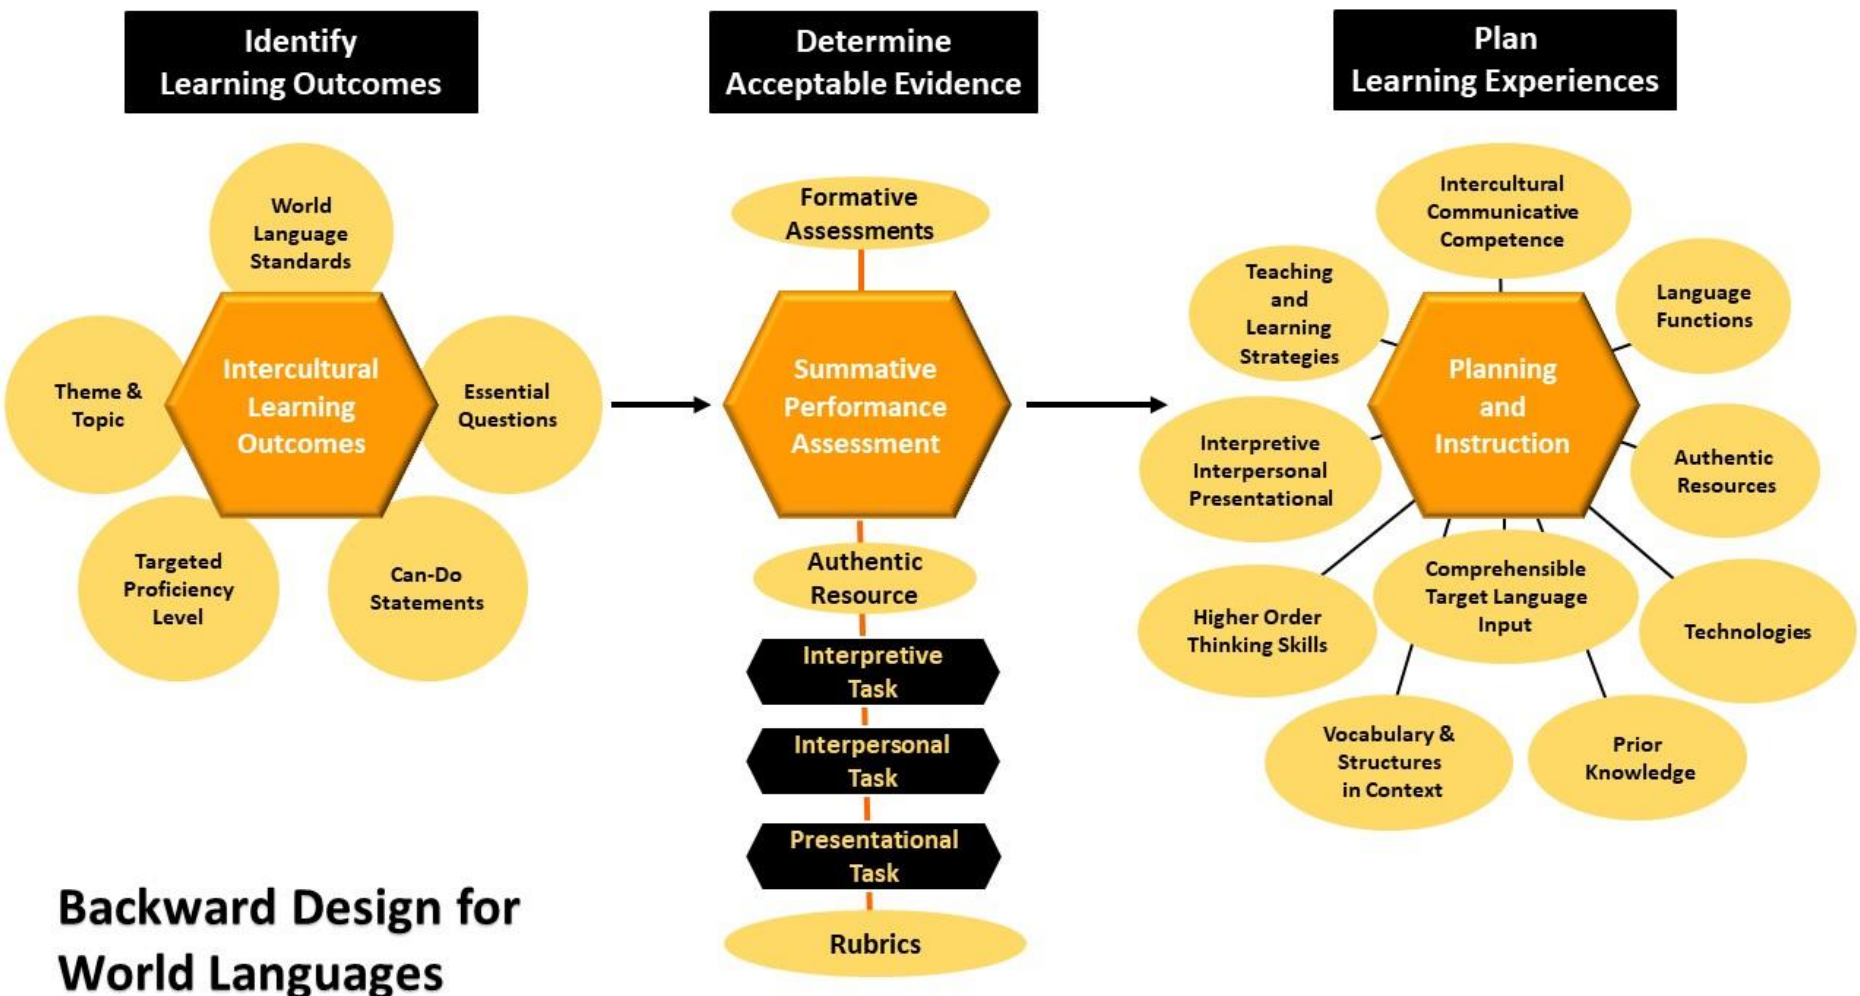 Identify
Learning Outcomes
World
Language
Standards
Theme &
Topic
Intercultural
Learning
Outcomes
Essential
Questions
Targeted
Proficiency
Level
Can-Do
Statements
Determine
Acceptable Evidence
Formative
Assessments
Summative
Performance
Assessment
Authentic
Resource
Interpretive
Task
Interpersonal
Task
Presentational
Task
Rubrics
Plan
Learning Experiences
Intercultural
Communicative
Competence
Teaching
and
Learning
Strategies
Language
Functions
Planning
and
Instruction
Interpretive
Interpersonal
Presentational
Authentic
Resources
Higher Order
Thinking Skills
Comprehensible
Target Language
Input
Technologies
Vocabulary &
Structures
in Context
Prior
Knowledge
Backward Design for
World Languages